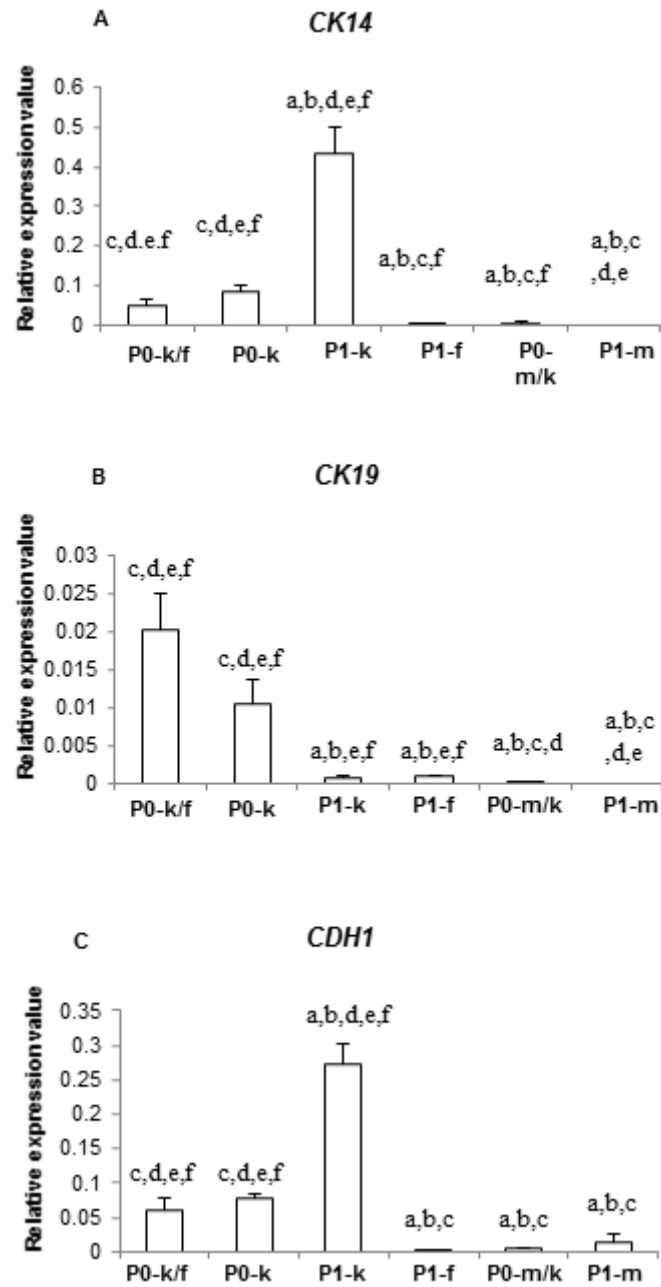 A
CK14
Relative expression value
0.6
0.5
0.4
0.3
0.2
0.1
0
c,d.e.f
c,d,e,f
a,b,d,e,f
a,b,c,f
a,b,c,f
a,b,c
,d,e
P0-k/f P0-k P1-k P1-f P0- P1-m
m/k
B
CK19
Relative expression value
0.03
0.025
0.02
0.015
0.01
0.005
0
c,d,e,f
c,d,e,f
a,b,e,f
a,b,e,f
a,b,c,d
a,b,c
,d,e
P0-k/f P0-k P1-k P1-f P0-m/k P1-m
C
CDH1
Relative expression value
0.35
0.3
0.25
0.2
0.15
0.1
0.05
0
c,d,e,f
c,d,e,f
a,b,d,e,f
a,b,c
a,b,c
a,b,c
P0-k/f P0-k P1-k P1-f P0-m/k P1-m